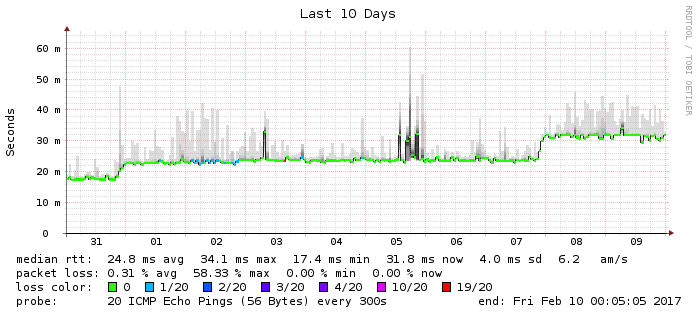 Last 10 Days
RRDTOOL / TOBI OETIKER
Seconds
60 m
50 m
40 m
30 m
20 m
10 m
0
31 01 02 03 04 05 06 07 08 09
median rtt: 24.8 ms avg 34.1 ms max 17.4 ms min 31.8 ms now 4.0 ms sd 6.2 am/s
packet loss: 0.31 % avg 58.33 % max 0.00 % min 0.00 % now
loss color: 0 1/20 2/20 3/20 4/20 10/20 19/20
probe: 20 ICMP Echo Pings (56 Bytes) every 300s end: Fri Feb 10 00:05:05 2017